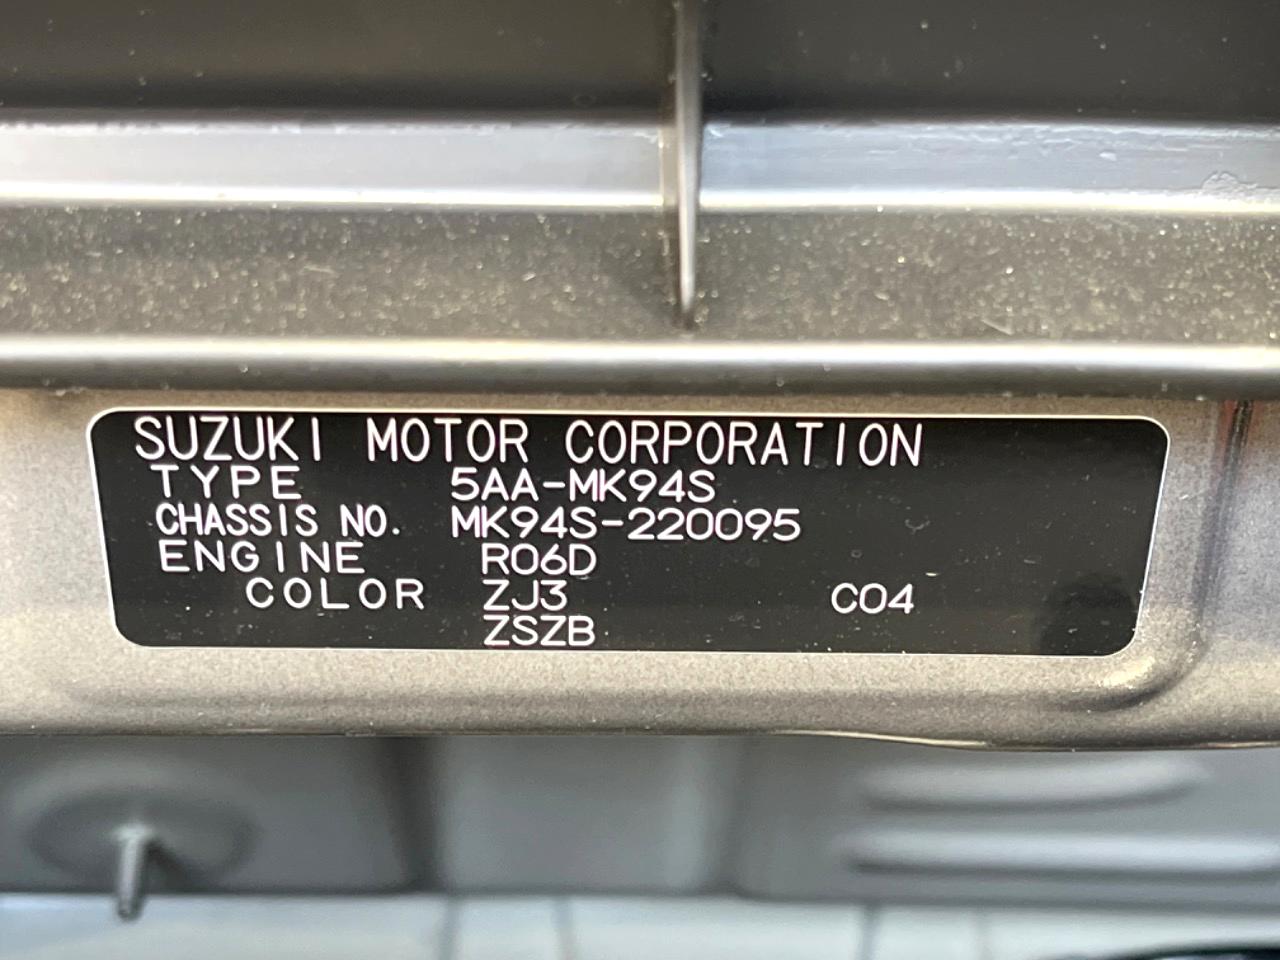 SUZUKI MOTOR CORPORATION
TYPE 5AA-MK94S
CHASSIS NO. MK94S-220095
ENGINE R06D
COLOR ZJ3 C04
ZSZB